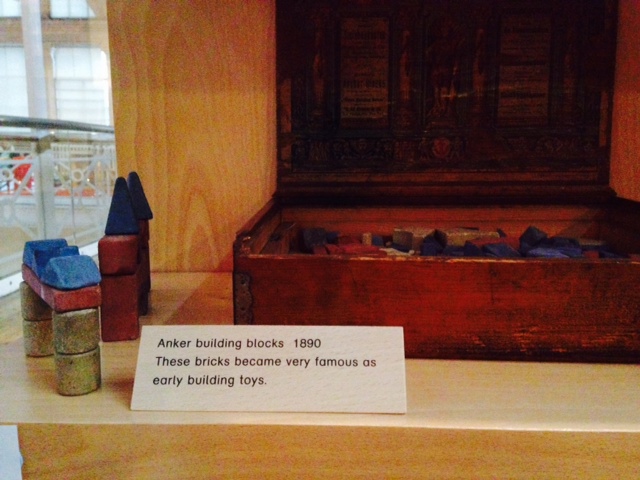 Anker building blocks 1890
These bricks became very famous as
early building toys.